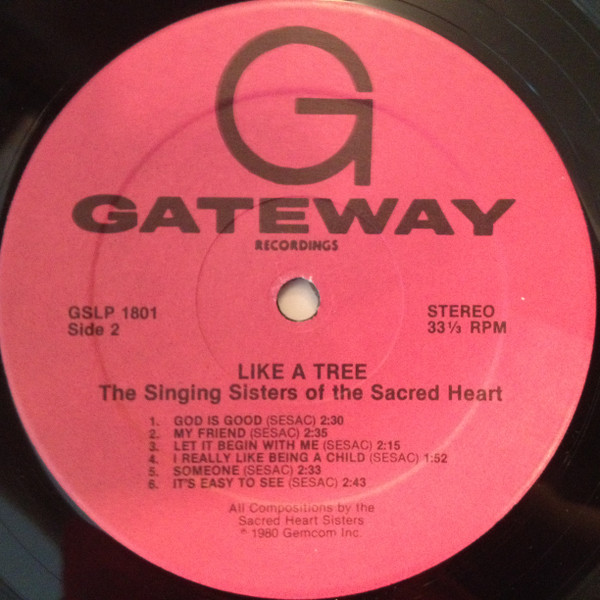 G
GATEWAY
RECORDINGS
GSLP 1801
Side 2
STEREO
33 ⅓ RPM
LIKE A TREE
The Singing Sisters of the Sacred Heart
1. GOD IS GOOD (SESAC) 2:30
2. MY FRIEND (SESAC) 2:35
3. LET IT BEGIN WITH ME (SESAC) 2:15
4. I REALLY LIKE BEING A CHILD (SESAC) 1:52
5. SOMEONE (SESAC) 2:33
6. IT'S EASY TO SEE (SESAC) 2:43
All Compositions by the
Sacred Heart Sisters
℗ 1980 Gemcom Inc.